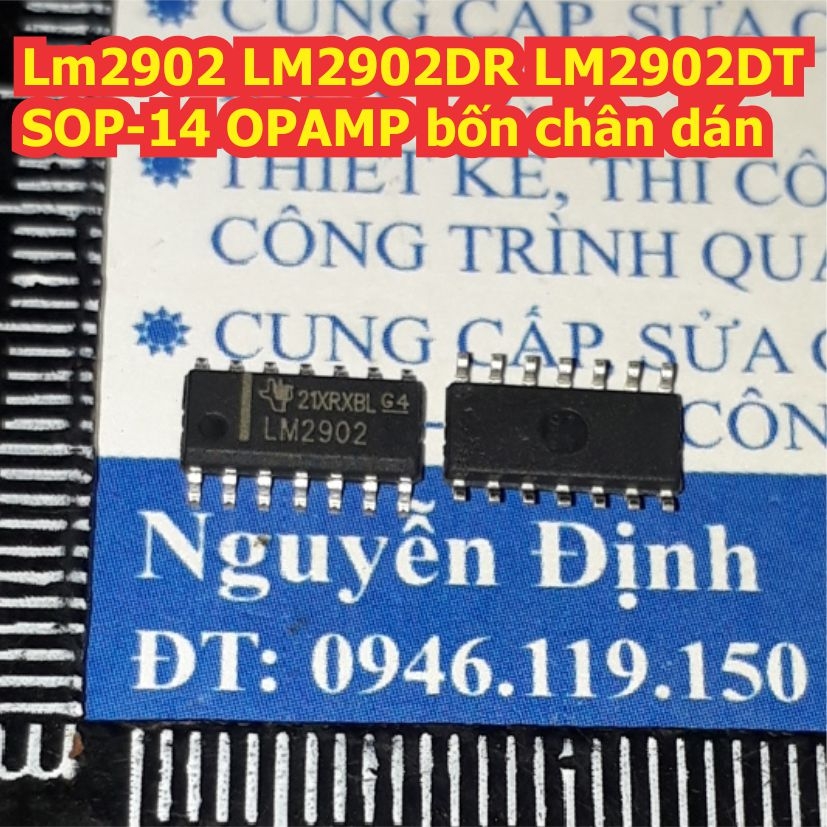 CUNG CẤP, SỬA C
Lm2902 LM2902DR LM2902DT
SOP-14 OPAMP bốn chân dán
THIẾT KẾ, THI CÔ
CÔNG TRÌNH QUA
CUNG CẤP, SỬA C
CÔN
21XRXBL G4
LM2902
Nguyễn Định
ĐT: 0946.119.150